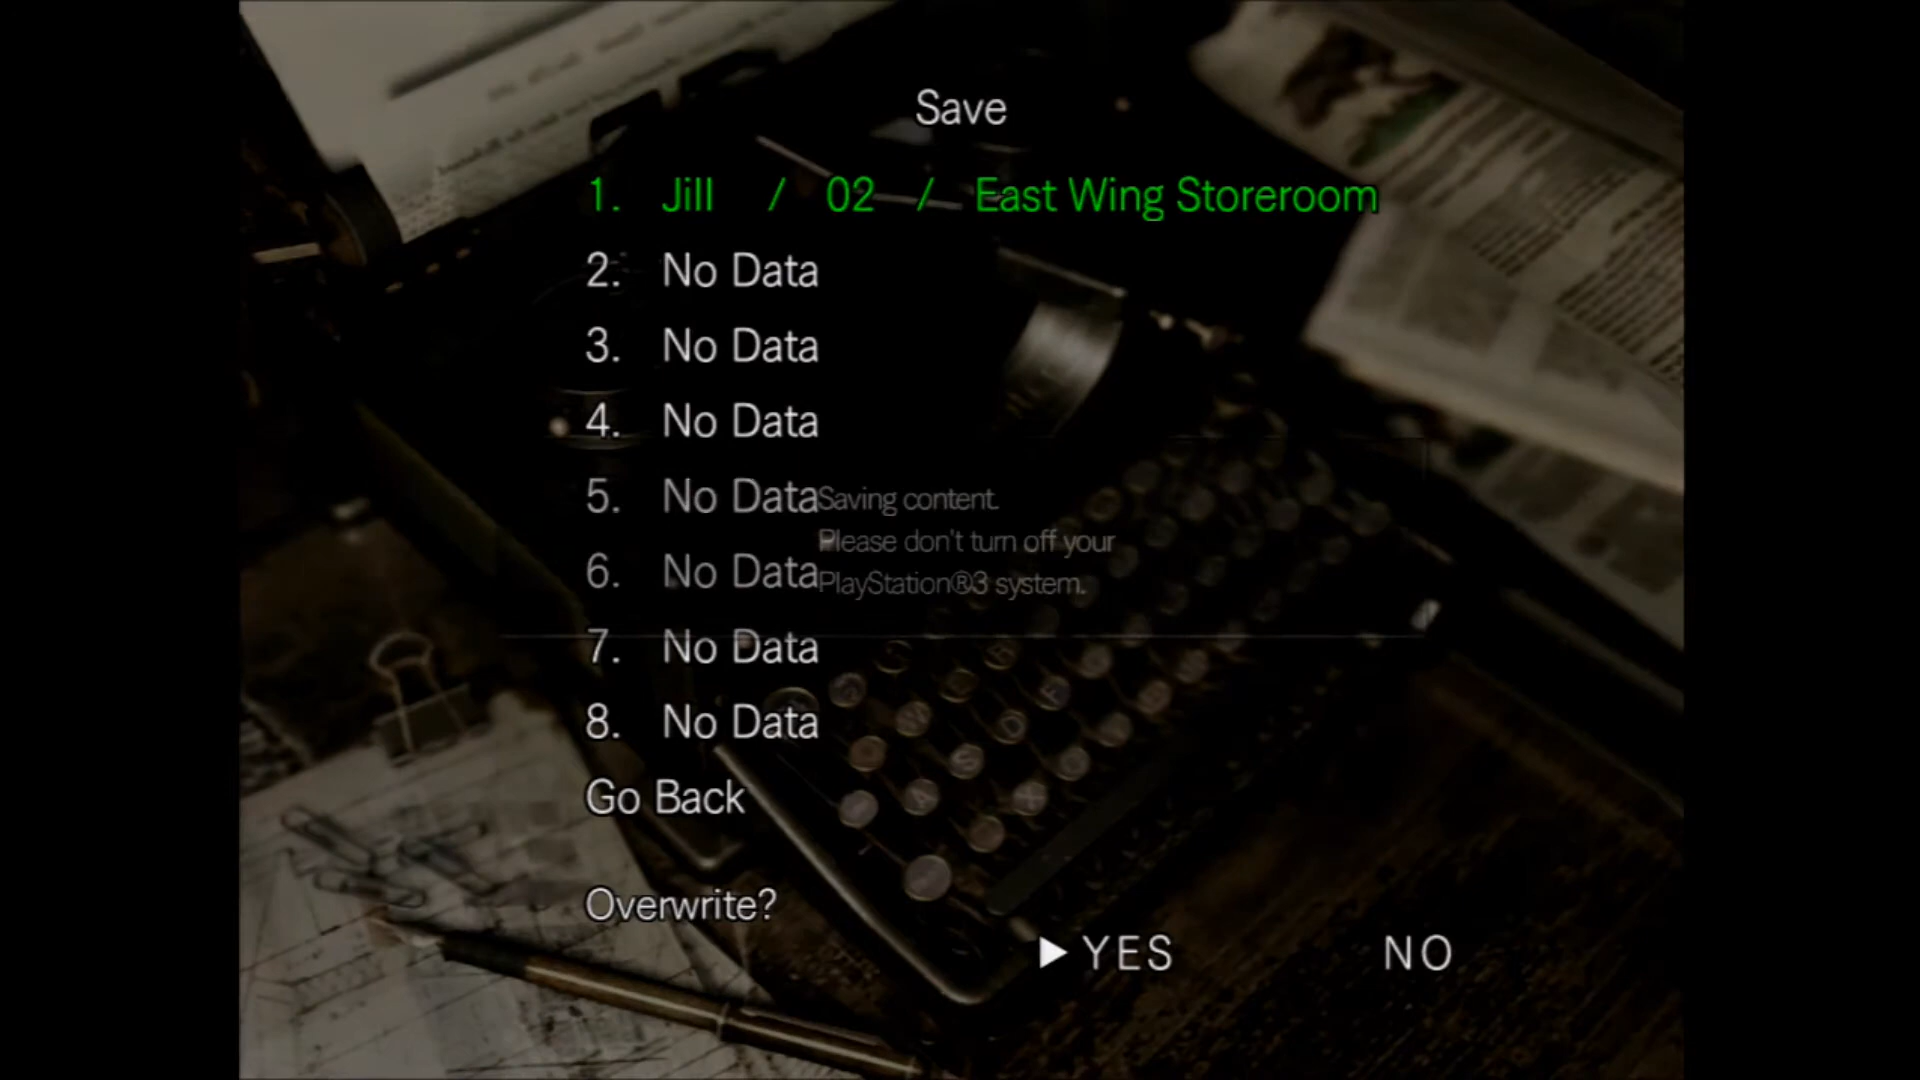 Save
1. Jill / 02 / East Wing Storeroom
2. No Data
3. No Data
4. No Data
5. No Data
Saving content.
Please don't turn off your
6. No Data
PlayStation®3 system.
7. No Data
8. No Data
Go Back
Overwrite?
YES NO